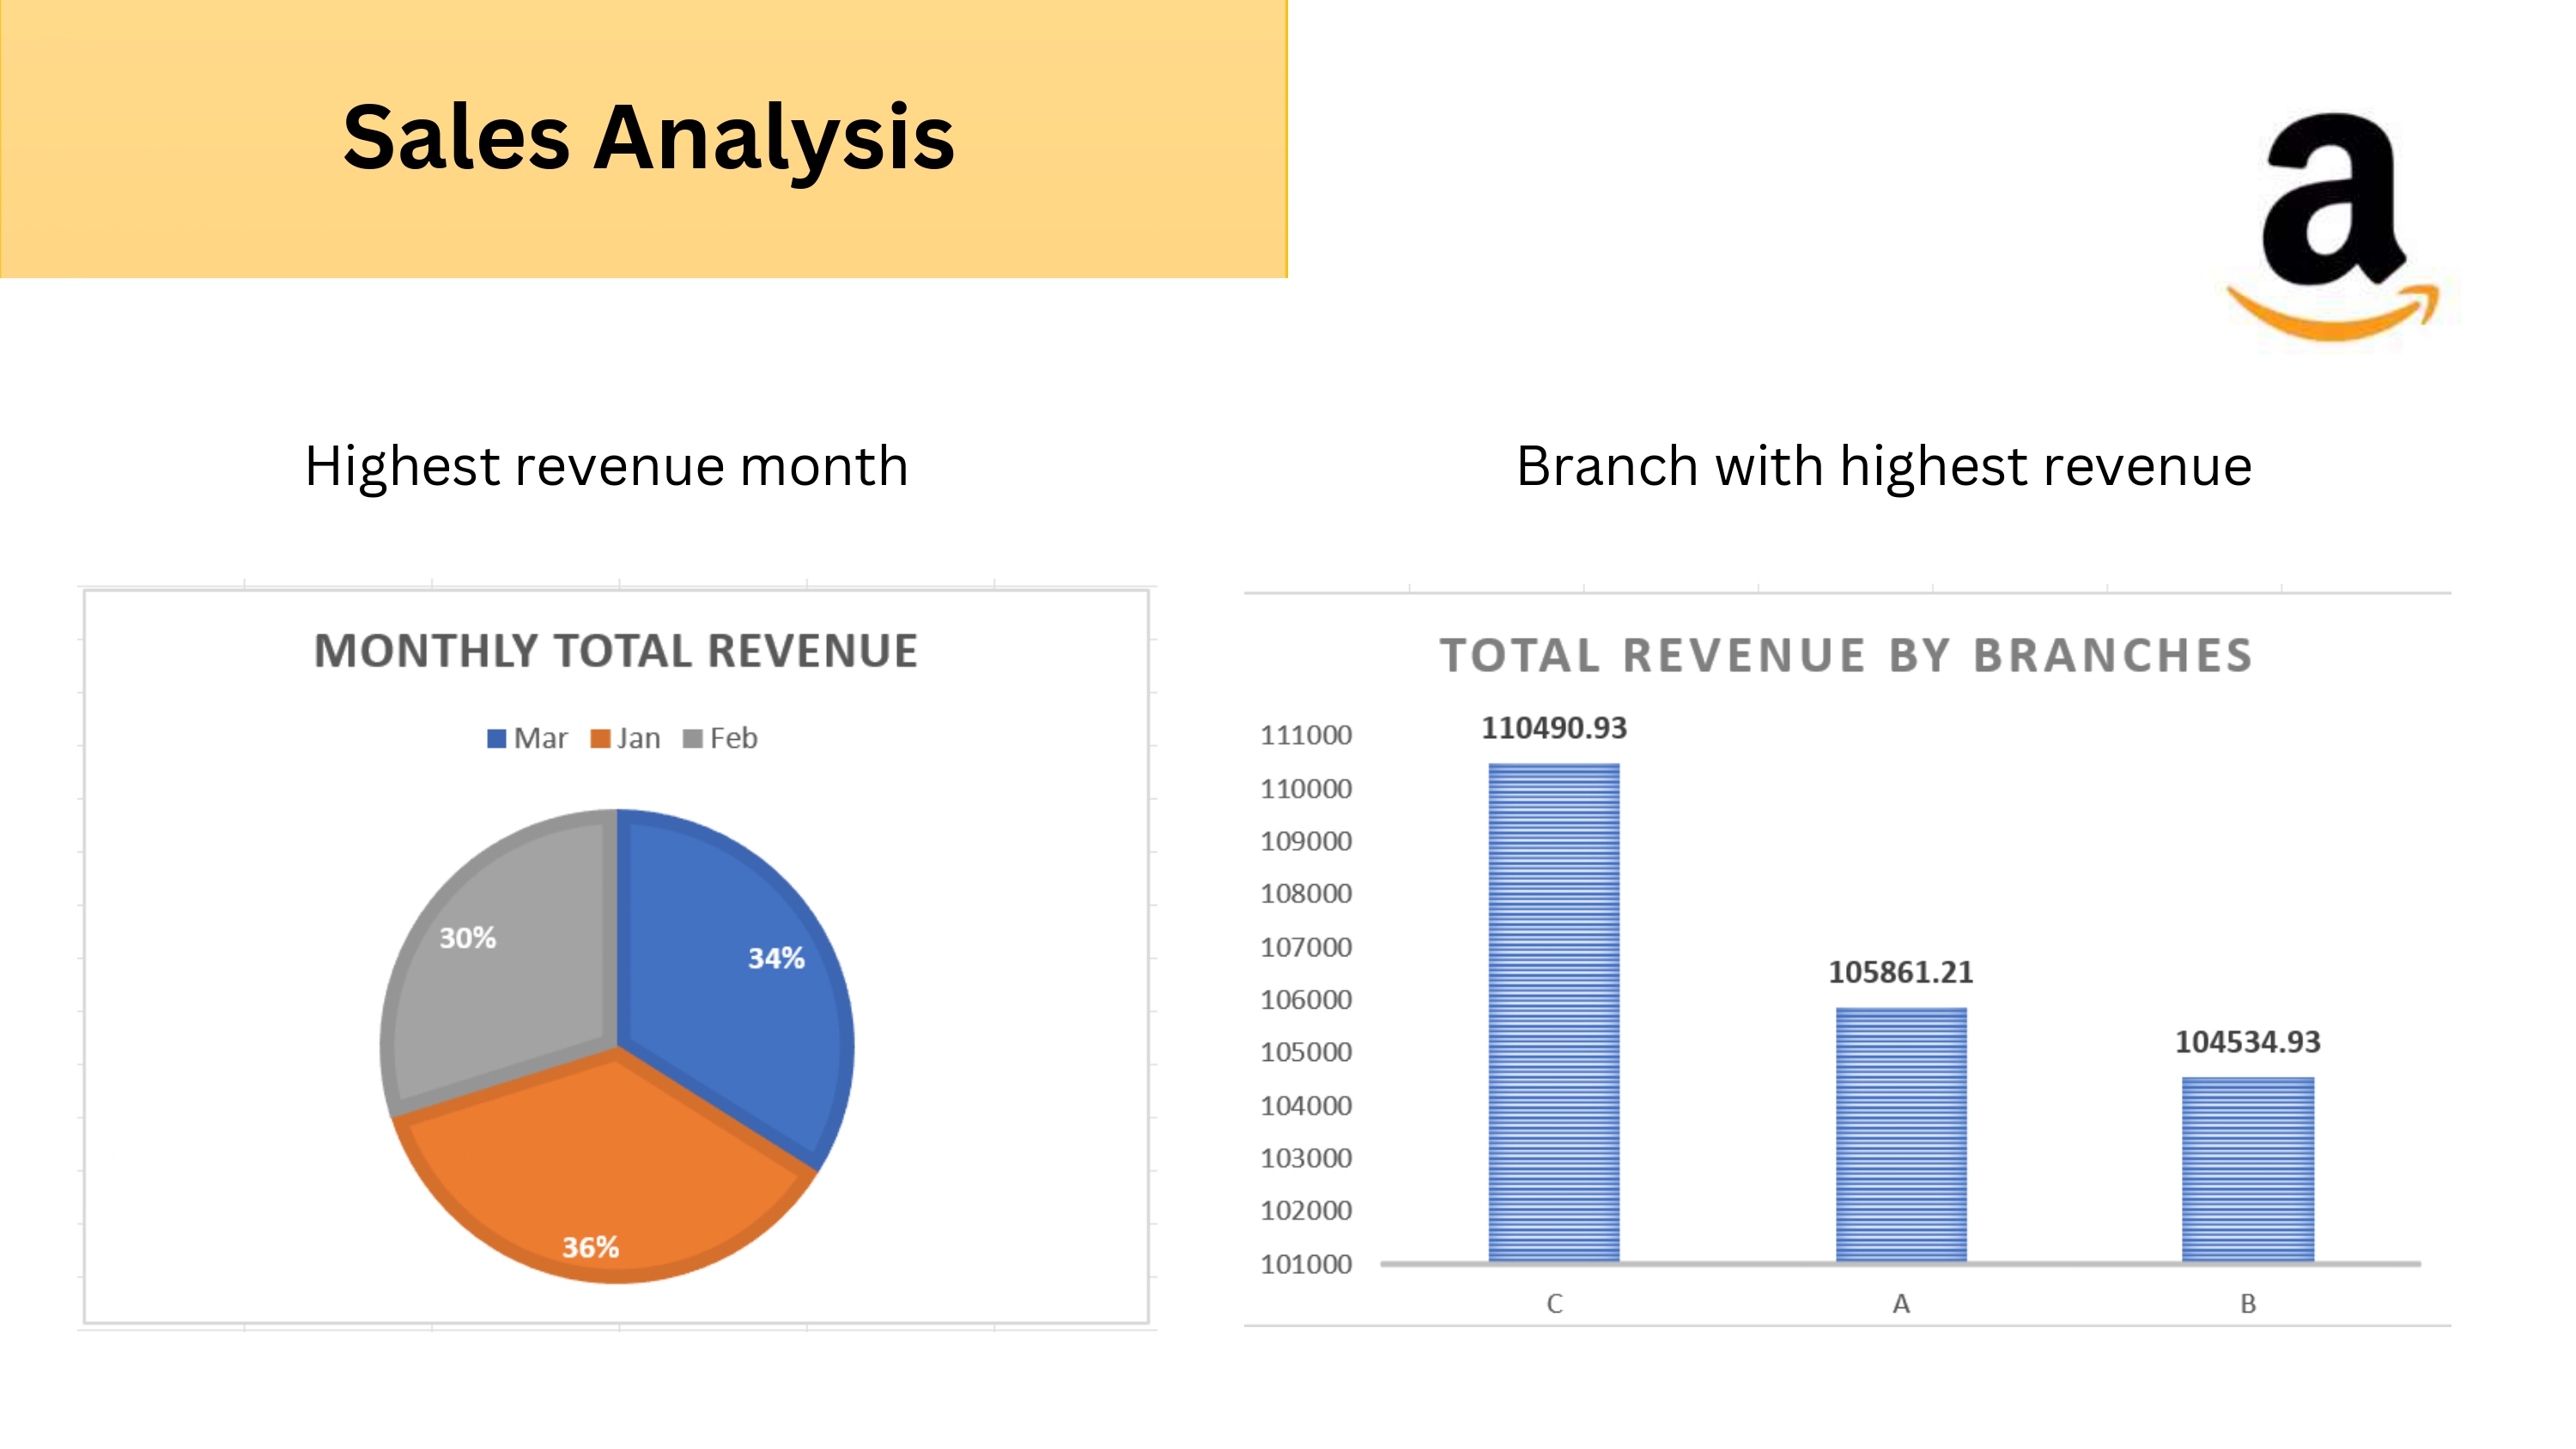 Sales Analysis
a
Highest revenue month
Branch with highest revenue
MONTHLY TOTAL REVENUE
Mar Jan Feb
30%
34%
36%
TOTAL REVENUE BY BRANCHES
111000
110000
109000
108000
107000
106000
105000
104000
103000
102000
101000
110490.93
105861.21
104534.93
C A B